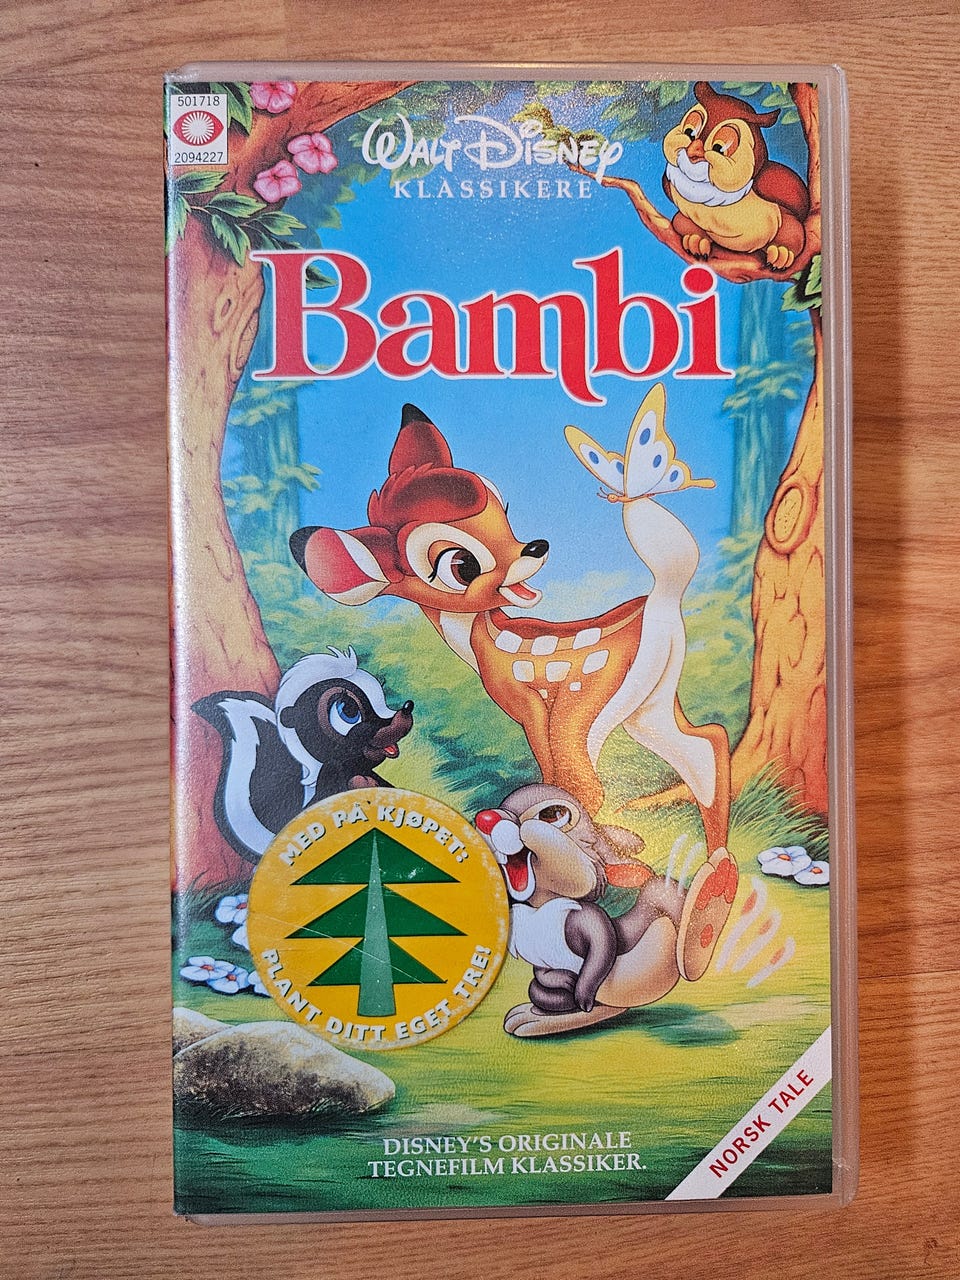 501718
2094227
WALT DISNEY
KLASSIKERE
Bambi
MED PÅ KJØPET:
PLANT DITT EGET TRE!
DISNEY'S ORIGINALE
TEGNEFILM KLASSIKER.
NORSK TALE